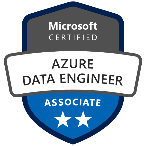 Microsoft
CERTIFIED
AZURE
DATA ENGINEER
ASSOCIATE